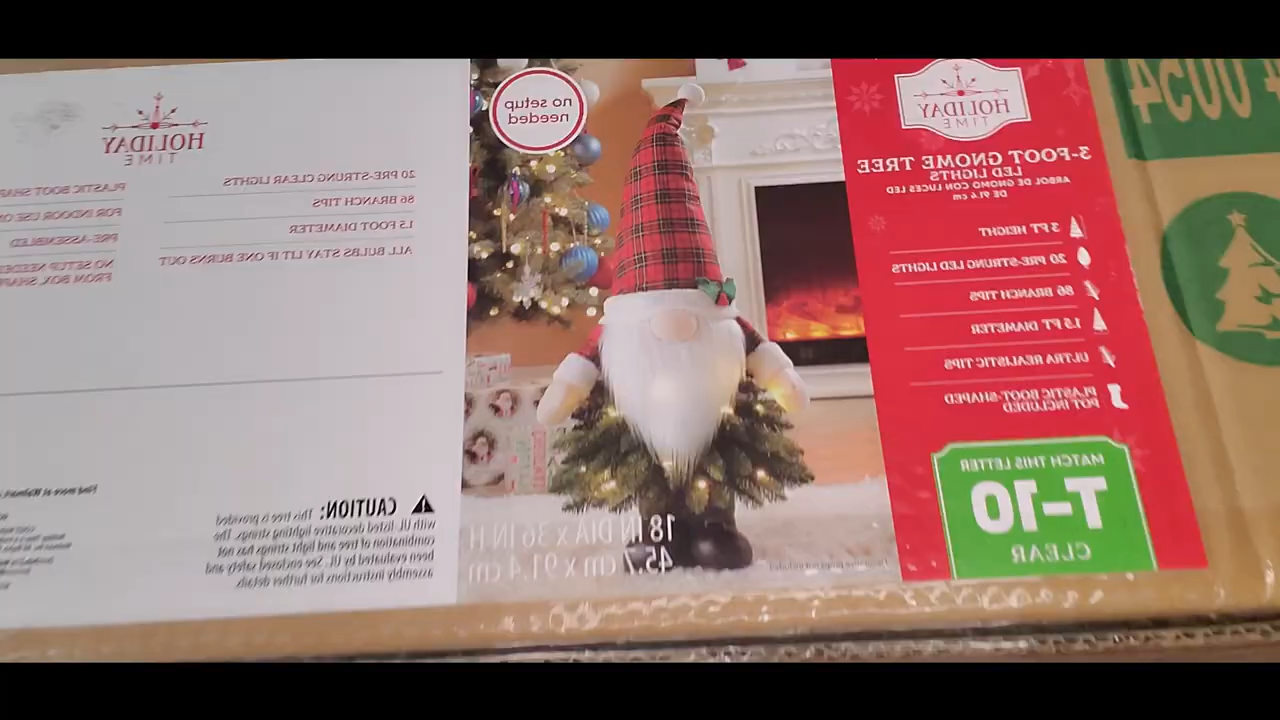 HOLIDAY
TIME
3-FOOT GNOME TREE
LED LIGHTS
ARBOL DE GNOMO CON LUCES LED
DE 91.4 cm
3 FT HEIGHT
20 PRE-STRUNG LED LIGHTS
86 BRANCH TIPS
1.5 FT DIAMETER
ULTRA REALISTIC TIPS
PLASTIC BOOT-SHAPED
POT INCLUDED
MATCH THIS LETTER
T-10
CLEAR
no setup
needed
18 IN DIA x 36 IN H
45.7 cm x 91.4 cm
HOLIDAY
TIME
20 PRE-STRUNG CLEAR LIGHTS
86 BRANCH TIPS
1.5 FOOT DIAMETER
ALL BULBS STAY LIT IF ONE BURNS OUT
PLASTIC BOOT
FOR INDOOR USE
PRE-ASSEMBLED
NO SETUP
FROM BOX,
CAUTION: This tree is provided
with UL listed decorative lighting strings. The
combination of tree and light strings has not
been evaluated by UL. See enclosed safety and
assembly instructions for further details.
Find more at Walmart.